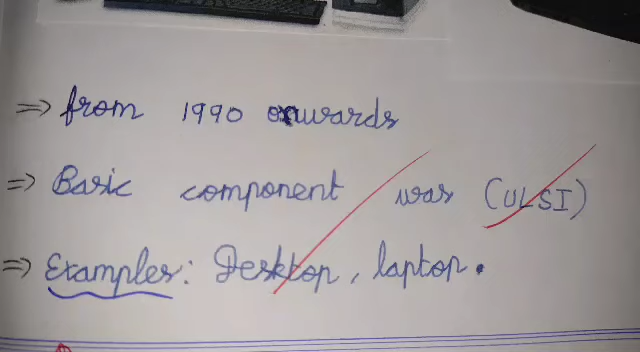 ⇒ from 1990 onwards
⇒ Basic component was (ULSI)
⇒ Examples: Desktop, laptop.